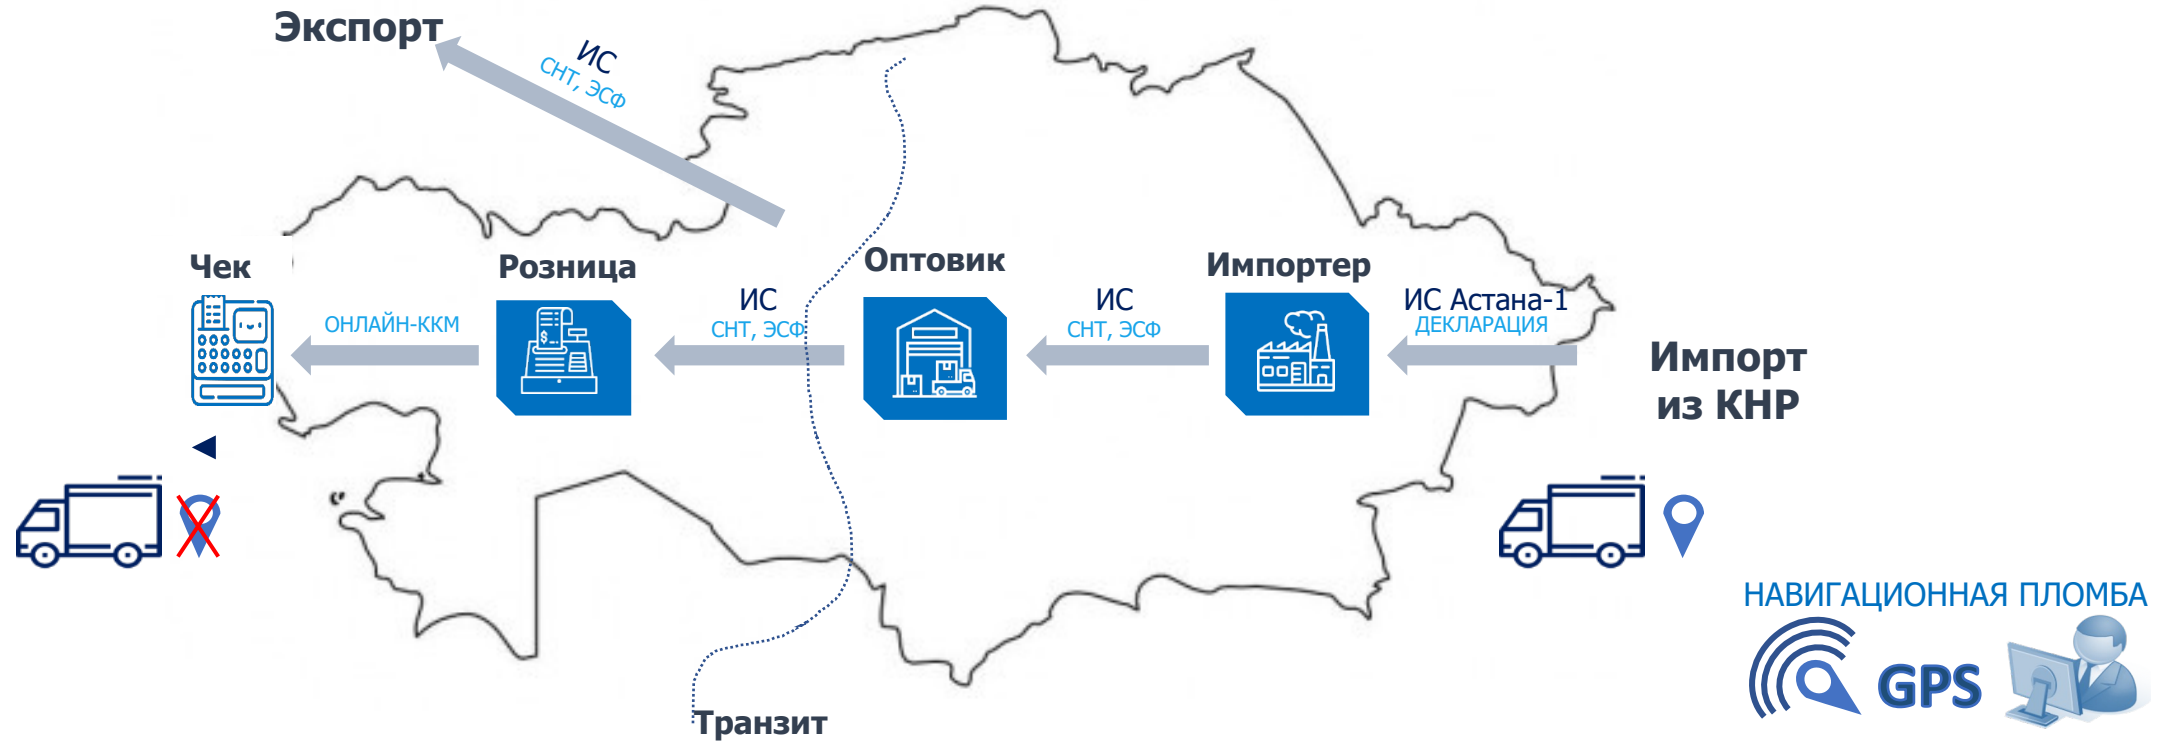 Экспорт
ИС
СНТ, ЭСФ
Чек
Розница
Оптовик
Импортер
ОНЛАЙН-ККМ
ИС
СНТ, ЭСФ
ИС
СНТ, ЭСФ
ИС Астана-1
ДЕКЛАРАЦИЯ
Импорт
из КНР
НАВИГАЦИОННАЯ ПЛОМБА
GPS
Транзит